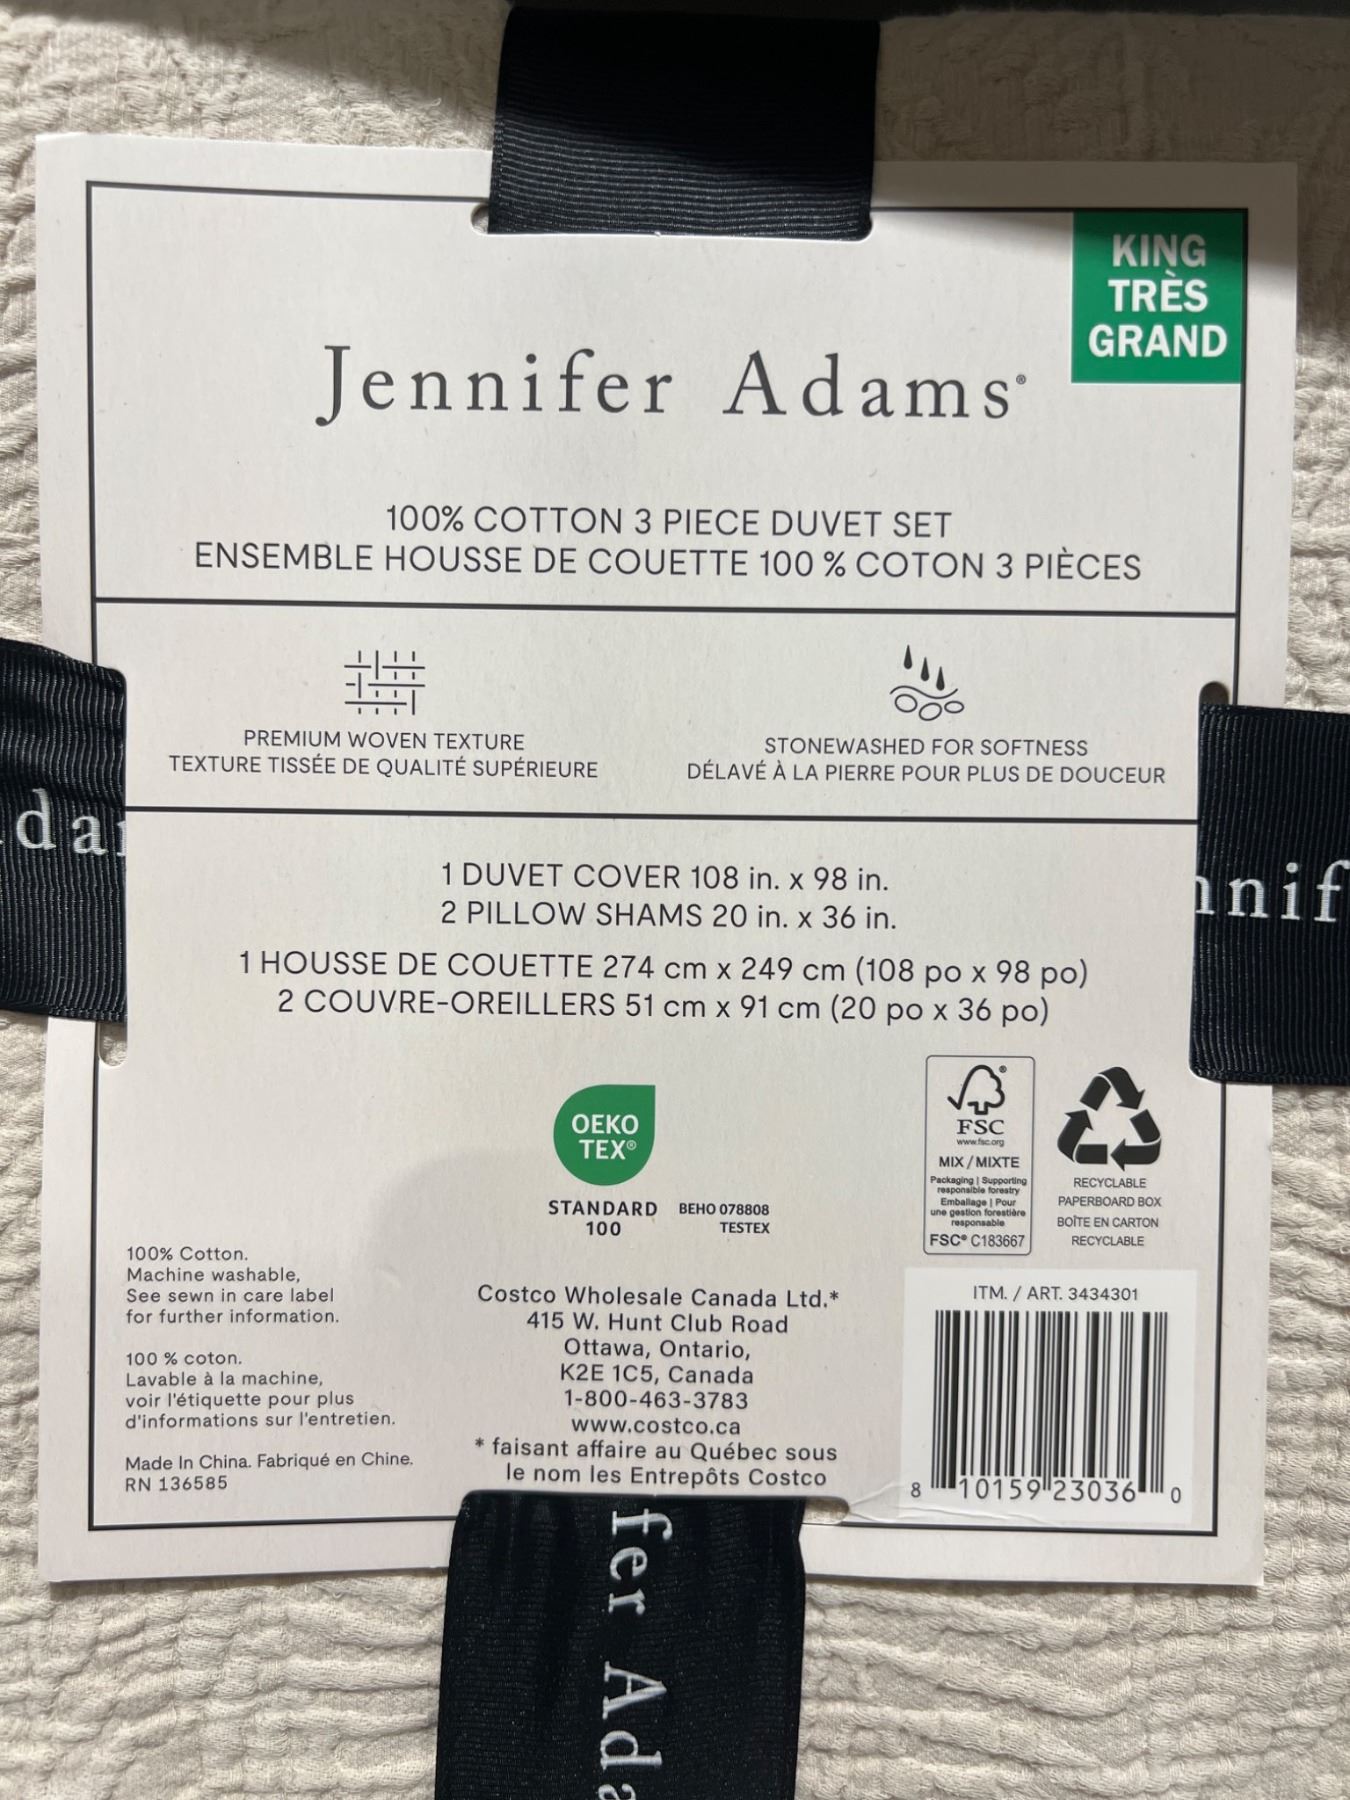 KING
TRÈS
GRAND
Jennifer Adams®
100% COTTON 3 PIECE DUVET SET
ENSEMBLE HOUSSE DE COUETTE 100 % COTON 3 PIÈCES
PREMIUM WOVEN TEXTURE
TEXTURE TISSÉE DE QUALITÉ SUPÉRIEURE
STONEWASHED FOR SOFTNESS
DÉLAVÉ À LA PIERRE POUR PLUS DE DOUCEUR
da
nnif
1 DUVET COVER 108 in. x 98 in.
2 PILLOW SHAMS 20 in. x 36 in.
1 HOUSSE DE COUETTE 274 cm x 249 cm (108 po x 98 po)
2 COUVRE-OREILLERS 51 cm x 91 cm (20 po x 36 po)
OEKO
TEX®
STANDARD
100
BEHO 078808
TESTEX
FSC®
www.fsc.org
MIX / MIXTE
Packaging | Supporting
responsible forestry
Emballage | Pour
une gestion forestière
responsable
FSC® C183667
RECYCLABLE
PAPERBOARD BOX
BOÎTE EN CARTON
RECYCLABLE
100% Cotton.
Machine washable,
See sewn in care label
for further information.
100 % coton.
Lavable à la machine,
voir l'étiquette pour plus
d'informations sur l'entretien.
Made In China. Fabriqué en Chine.
RN 136585
Costco Wholesale Canada Ltd.*
415 W. Hunt Club Road
Ottawa, Ontario,
K2E 1C5, Canada
1-800-463-3783
www.costco.ca
* faisant affaire au Québec sous
le nom les Entrepôts Costco
ITM. / ART. 3434301
8 10159 23036 0
fer Ada